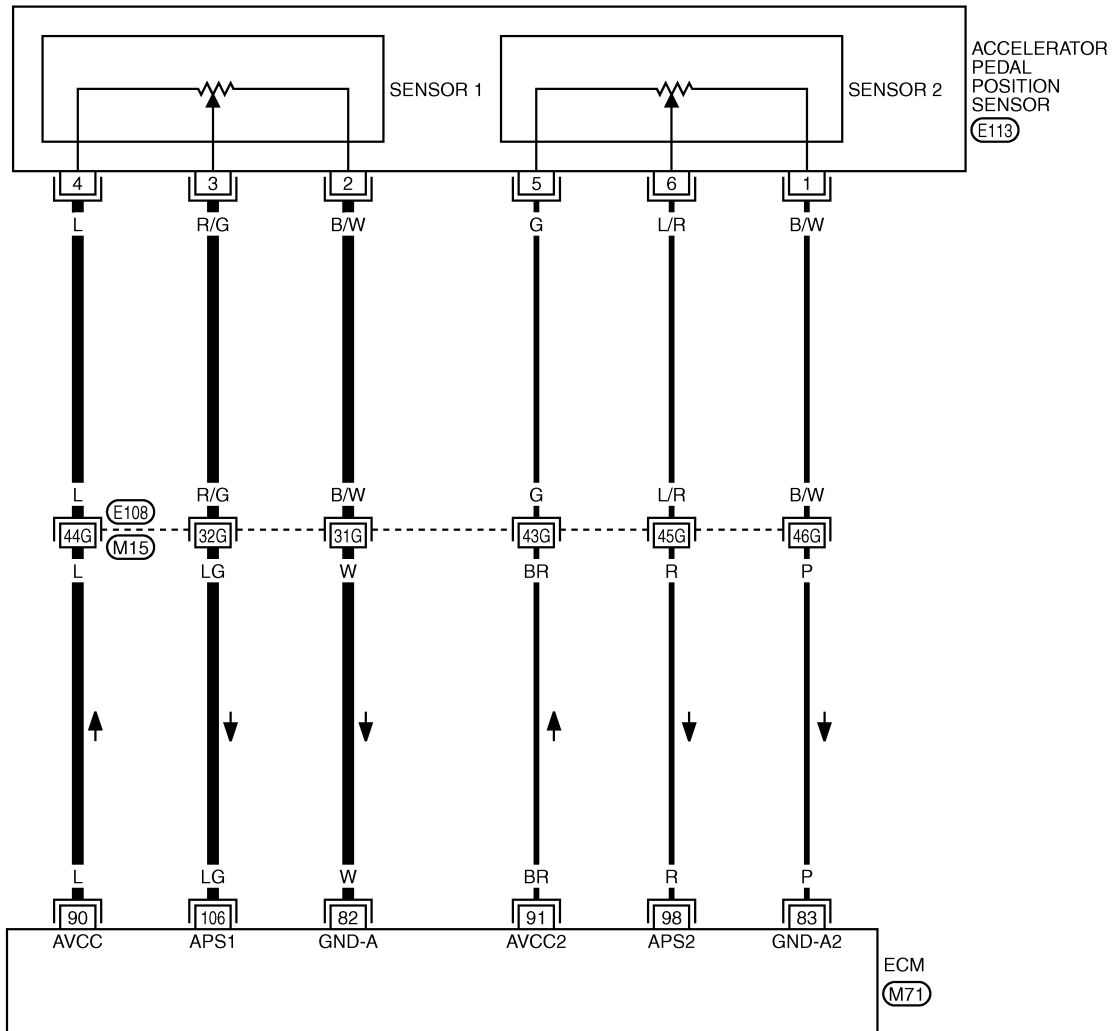 ACCELERATOR
PEDAL
POSITION
SENSOR
E113
SENSOR 1
SENSOR 2
4 3 2 5 6 1
L R/G B/W G L/R B/W
L R/G B/W G L/R B/W
E108
44G 32G 31G 43G 45G 46G
M15
L LG W BR R P
L LG W BR R P
90 106 82 91 98 83
AVCC APS1 GND-A AVCC2 APS2 GND-A2
ECM
M71